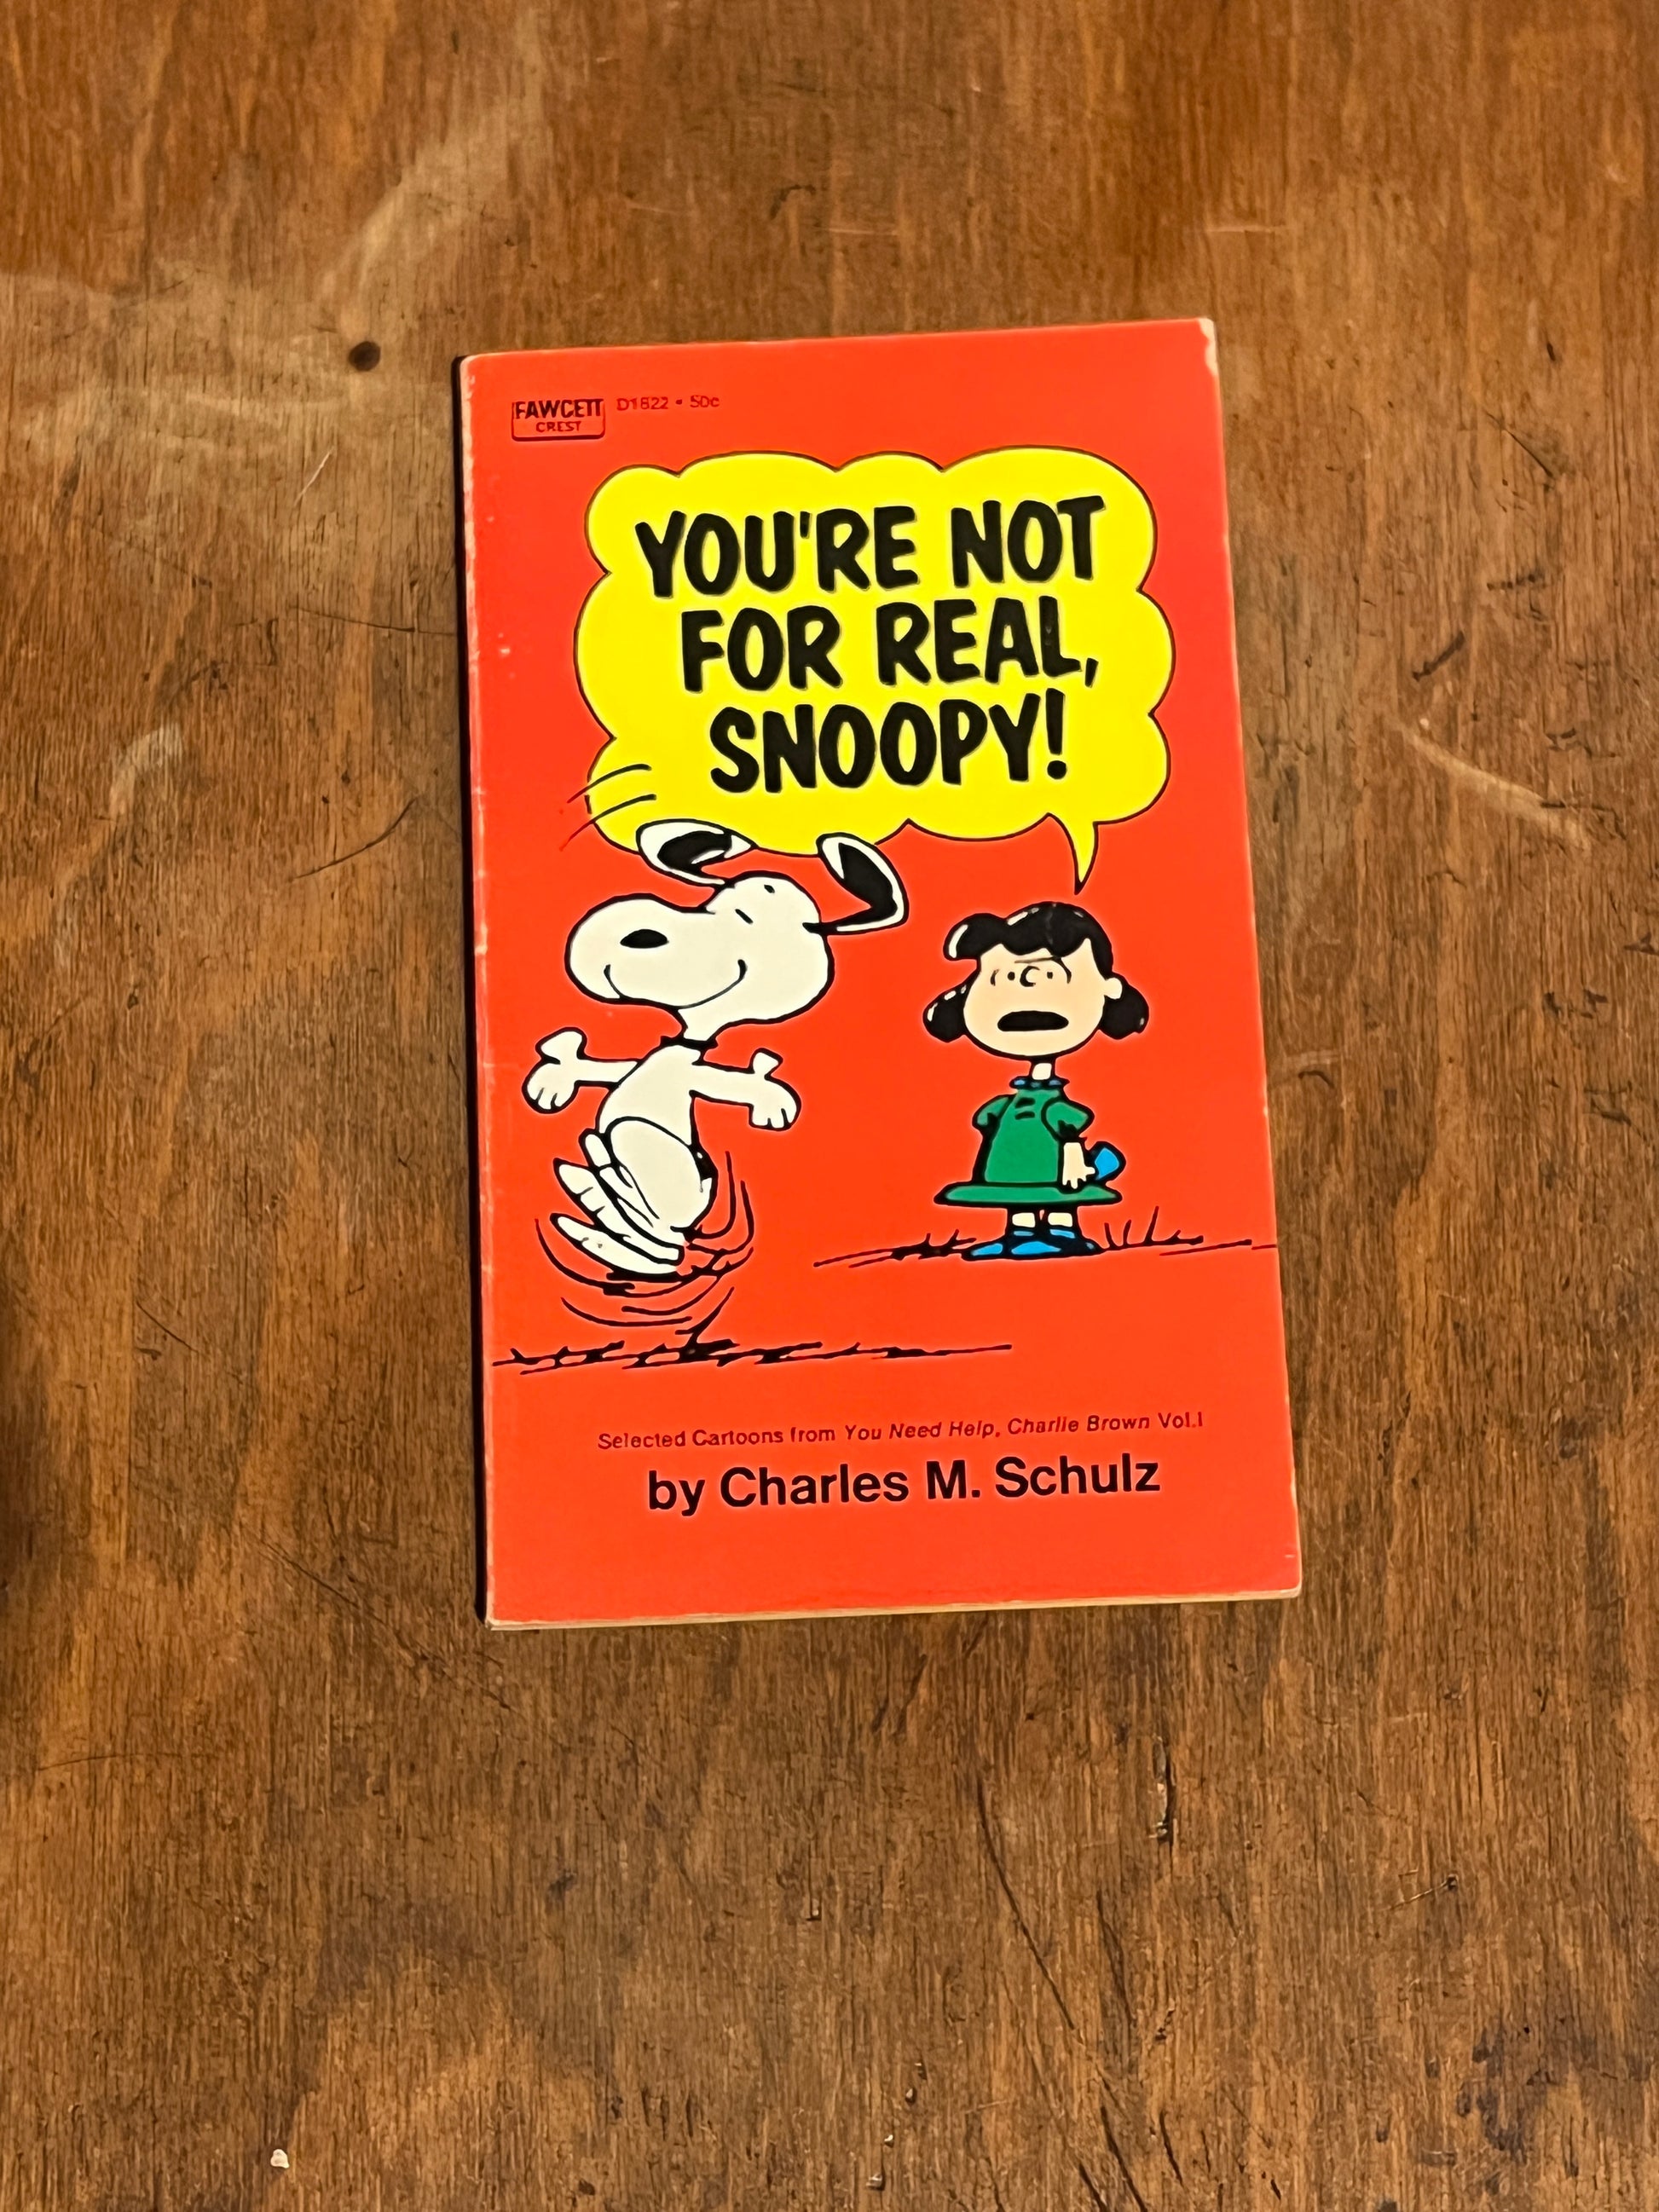 FAWCETT
CREST
D1822 • 50c
YOU'RE NOT
FOR REAL,
SNOOPY!
Selected Cartoons from You Need Help, Charlie Brown Vol.I
by Charles M. Schulz